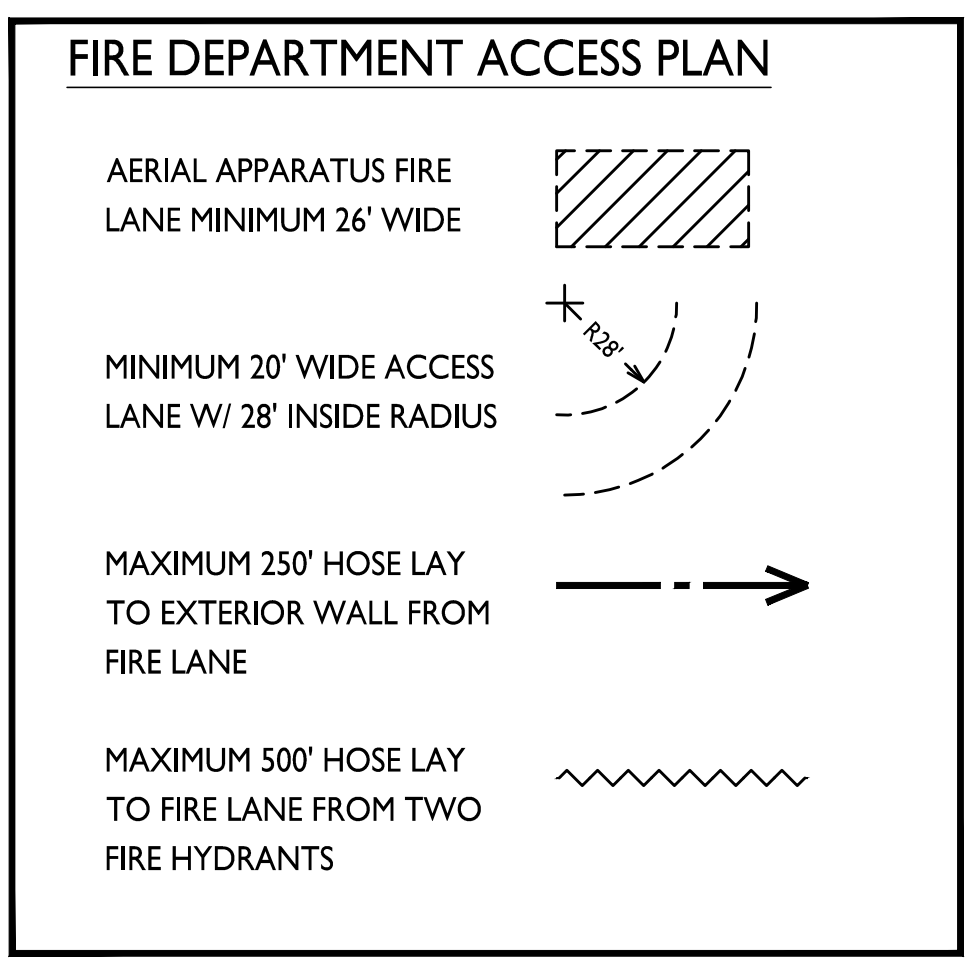 FIRE DEPARTMENT ACCESS PLAN
AERIAL APPARATUS FIRE
LANE MINIMUM 26' WIDE
R28'
MINIMUM 20' WIDE ACCESS
LANE W/ 28' INSIDE RADIUS
MAXIMUM 250' HOSE LAY
TO EXTERIOR WALL FROM
FIRE LANE
MAXIMUM 500' HOSE LAY
TO FIRE LANE FROM TWO
FIRE HYDRANTS